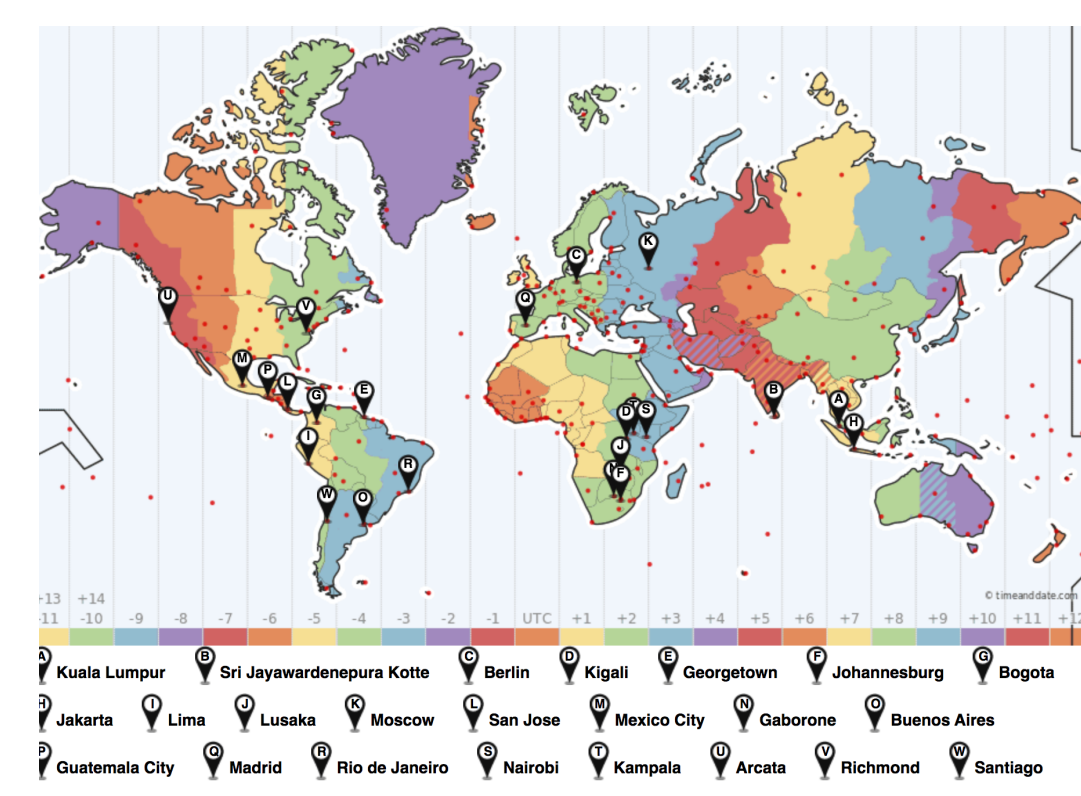 K
C
U Q
V
M
P
L G E B
A
D T S
H
I J
R F
W O
© timeanddate.com
+13 +14
-11 -10 -9 -8 -7 -6 -5 -4 -3 -2 -1 UTC +1 +2 +3 +4 +5 +6 +7 +8 +9 +10 +11 +12
A Kuala Lumpur B Sri Jayawardenepura Kotte C Berlin D Kigali E Georgetown F Johannesburg G Bogota
H Jakarta I Lima J Lusaka K Moscow L San Jose M Mexico City N Gaborone O Buenos Aires
P Guatemala City Q Madrid R Rio de Janeiro S Nairobi T Kampala U Arcata V Richmond W Santiago